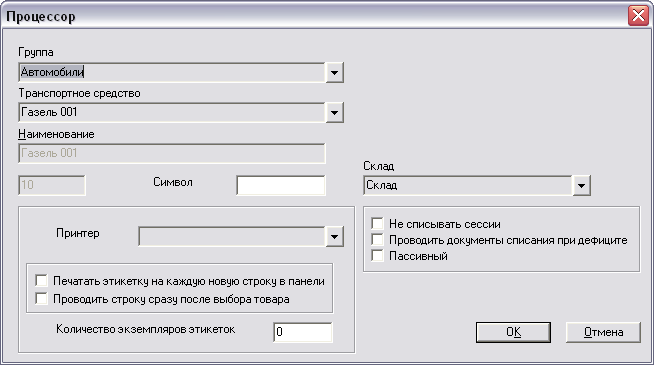 Процессор
Группа
Автомобили
Транспортное средство
Газель 001
Наименование
Газель 001
10
Символ
Склад
Склад
Принтер
Не списывать сессии
Проводить документы списания при дефиците
Пассивный
Печатать этикетку на каждую новую строку в панели
Проводить строку сразу после выбора товара
Количество экземпляров этикеток
0
OK
Отмена